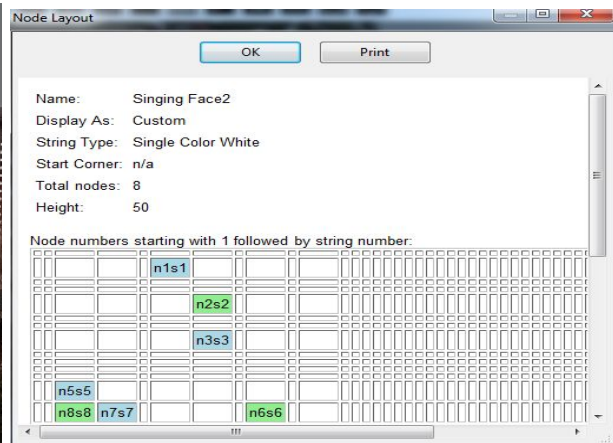 Node Layout
OK Print
Name: Singing Face2
Display As: Custom
String Type: Single Color White
Start Corner: n/a
Total nodes: 8
Height: 50
Node numbers starting with 1 followed by string number:
n1s1
n2s2
n3s3
n5s5
n8s8 n7s7 n6s6